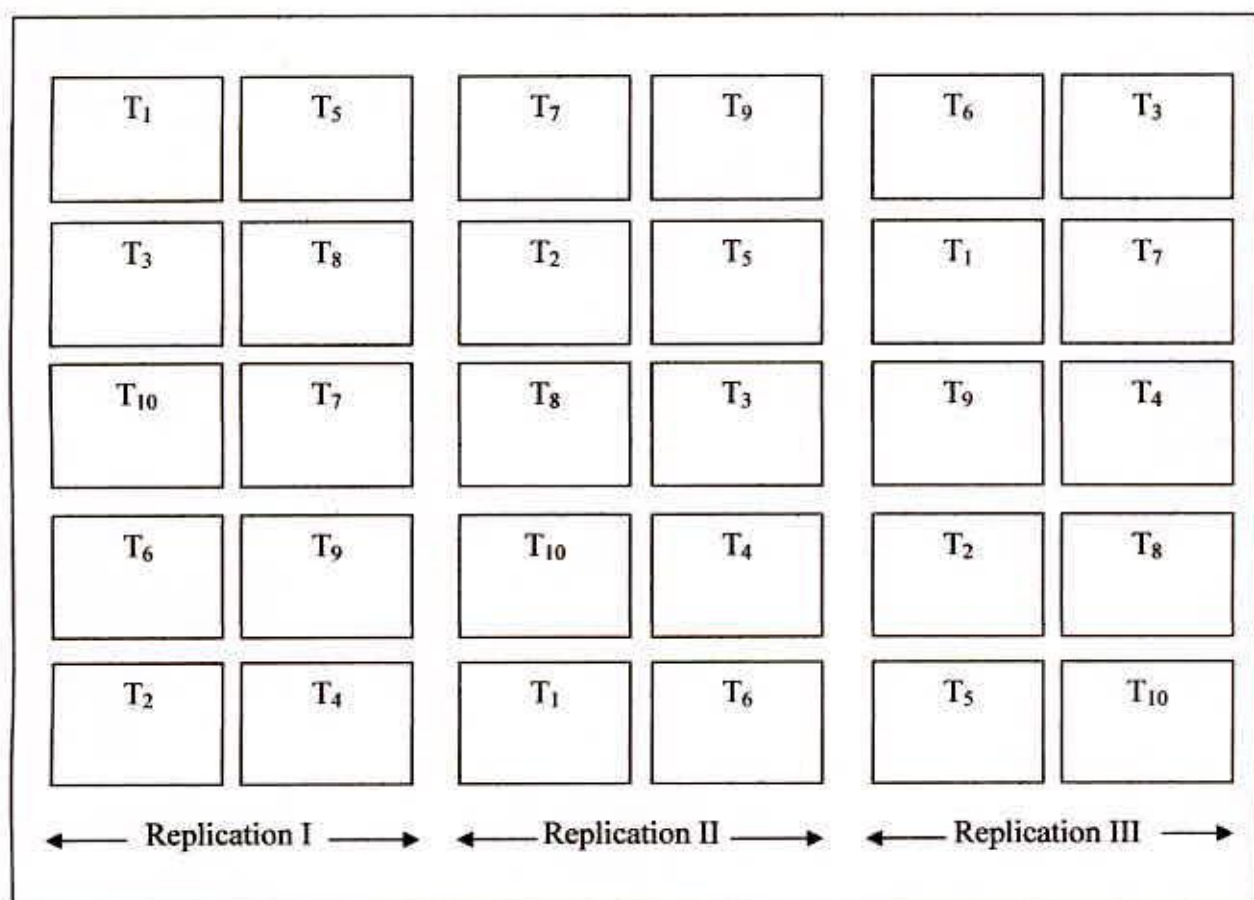 T₁ T₅ T₇ T₉ T₆ T₃
T₃ T₈ T₂ T₅ T₁ T₇
T₁₀ T₇ T₈ T₃ T₉ T₄
T₆ T₉ T₁₀ T₄ T₂ T₈
T₂ T₄ T₁ T₆ T₅ T₁₀
Replication I Replication II Replication III